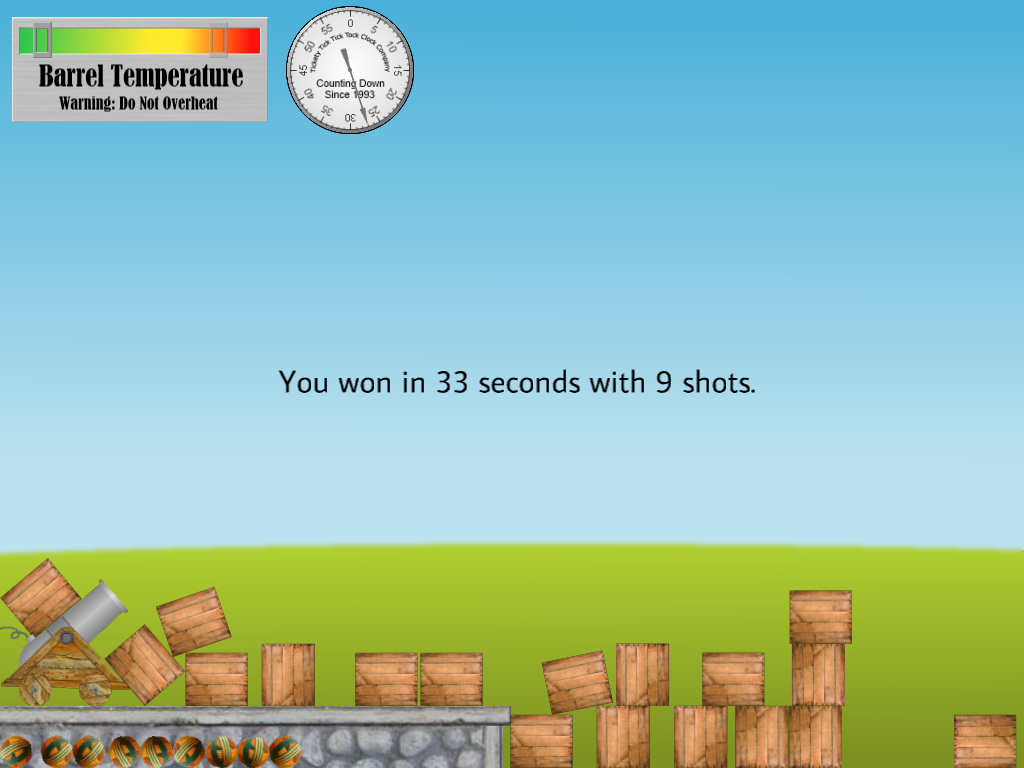 Barrel Temperature
Warning: Do Not Overheat
0
5
10
15
20
25
30
35
40
45
50
55
Tickety Tick Tick Tock Clock Company
Counting Down
Since 1993
You won in 33 seconds with 9 shots.